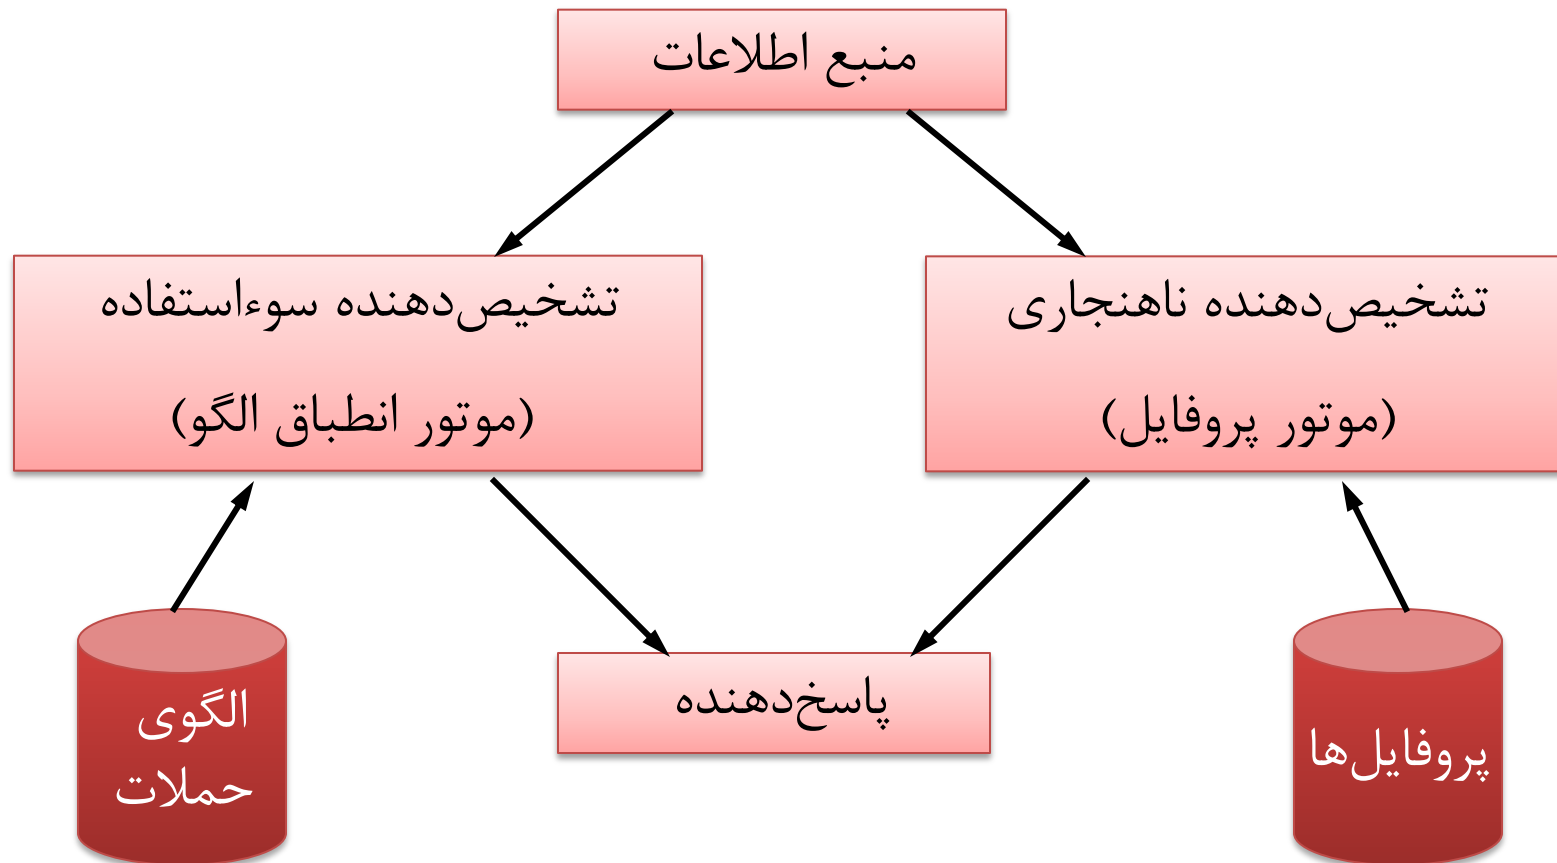 منبع اطلاعات
تشخیص‌دهنده ناهنجاری
(موتور پروفایل)
تشخیص‌دهنده سوءاستفاده
(موتور انطباق الگو)
پاسخ‌دهنده
پروفایل‌ها
الگوی
حملات